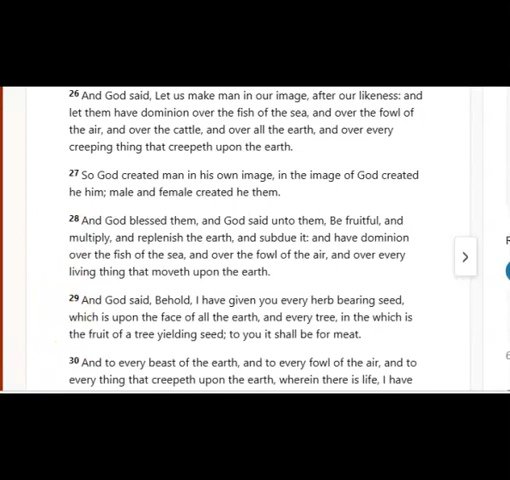 26 And God said, Let us make man in our image, after our likeness: and
let them have dominion over the fish of the sea, and over the fowl of
the air, and over the cattle, and over all the earth, and over every
creeping thing that creepeth upon the earth.
27 So God created man in his own image, in the image of God created
he him; male and female created he them.
28 And God blessed them, and God said unto them, Be fruitful, and
multiply, and replenish the earth, and subdue it: and have dominion
over the fish of the sea, and over the fowl of the air, and over every
living thing that moveth upon the earth.
29 And God said, Behold, I have given you every herb bearing seed,
which is upon the face of all the earth, and every tree, in the which is
the fruit of a tree yielding seed; to you it shall be for meat.
30 And to every beast of the earth, and to every fowl of the air, and to
every thing that creepeth upon the earth, wherein there is life, I have